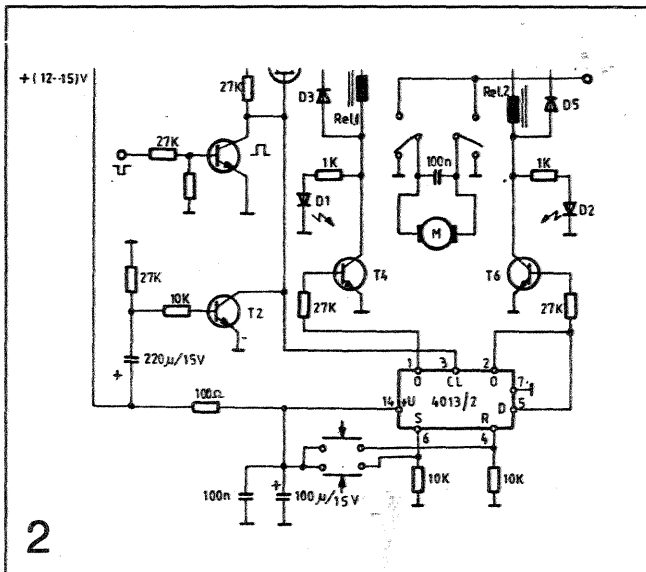 +(12--15)V
27K
D3
Rel.1
Rel.2
D5
27K
1K
100n
1K
D1
M
D2
27K
10K
T2
T4
27K
T6
27K
220µ/15V
100Ω
1
3
2
Q
CL
Q
7
14
+U
4013/2
D
5
S
R
6
4
100n
100µ/15V
10K
10K
2